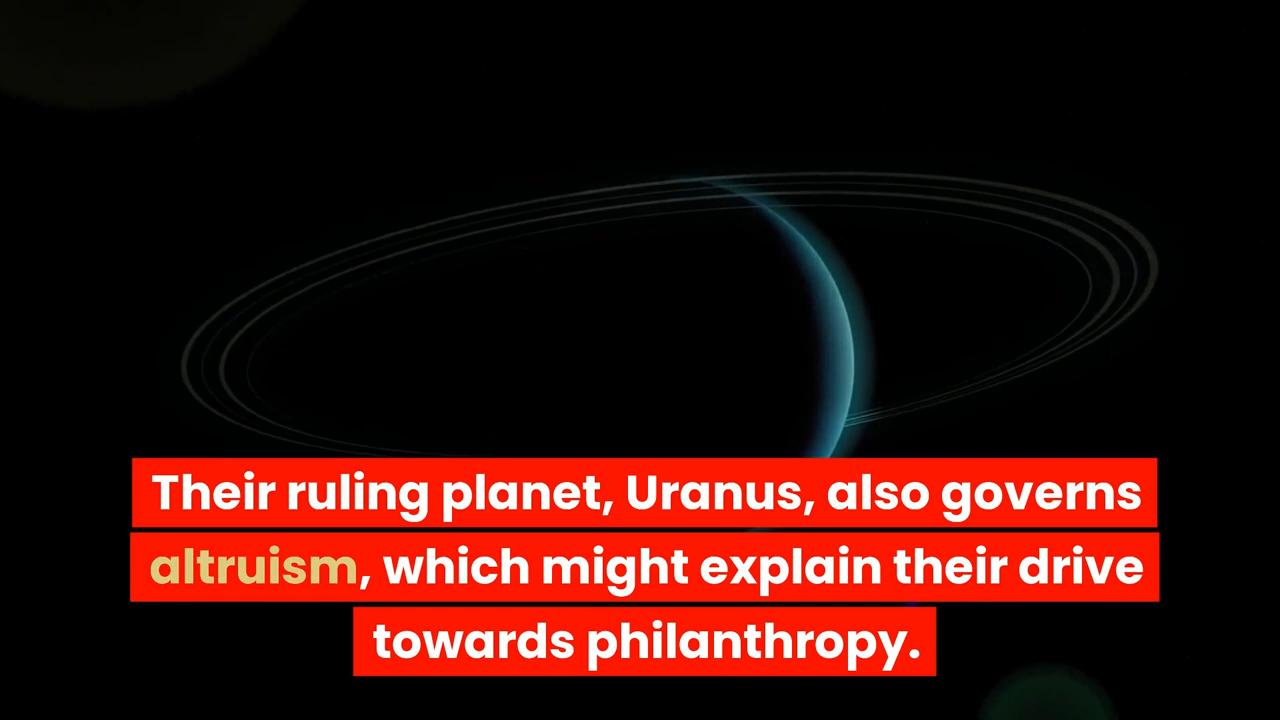 Their ruling planet, Uranus, also governs
altruism, which might explain their drive
towards philanthropy.